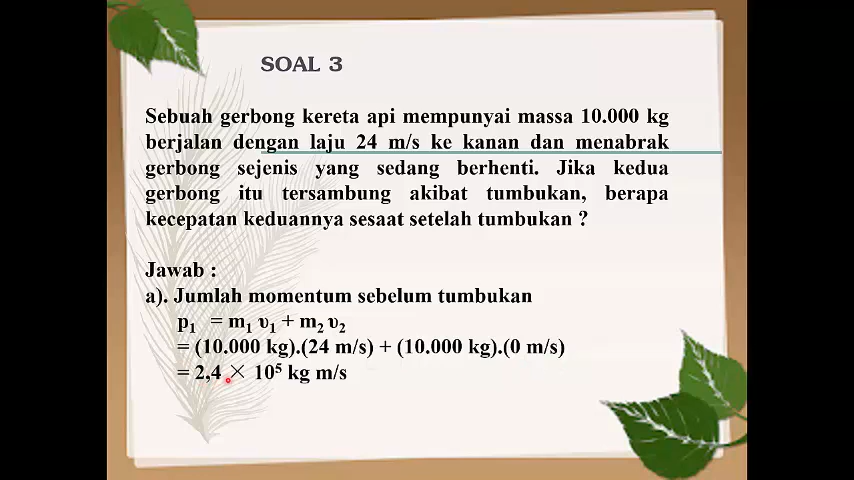 SOAL 3
Sebuah gerbong kereta api mempunyai massa 10.000 kg
berjalan dengan laju 24 m/s ke kanan dan menabrak
gerbong sejenis yang sedang berhenti. Jika kedua
gerbong itu tersambung akibat tumbukan, berapa
kecepatan keduannya sesaat setelah tumbukan ?
Jawab :
a). Jumlah momentum sebelum tumbukan
p₁ = m₁ υ₁ + m₂ υ₂
= (10.000 kg).(24 m/s) + (10.000 kg).(0 m/s)
= 2,4 × 10⁵ kg m/s